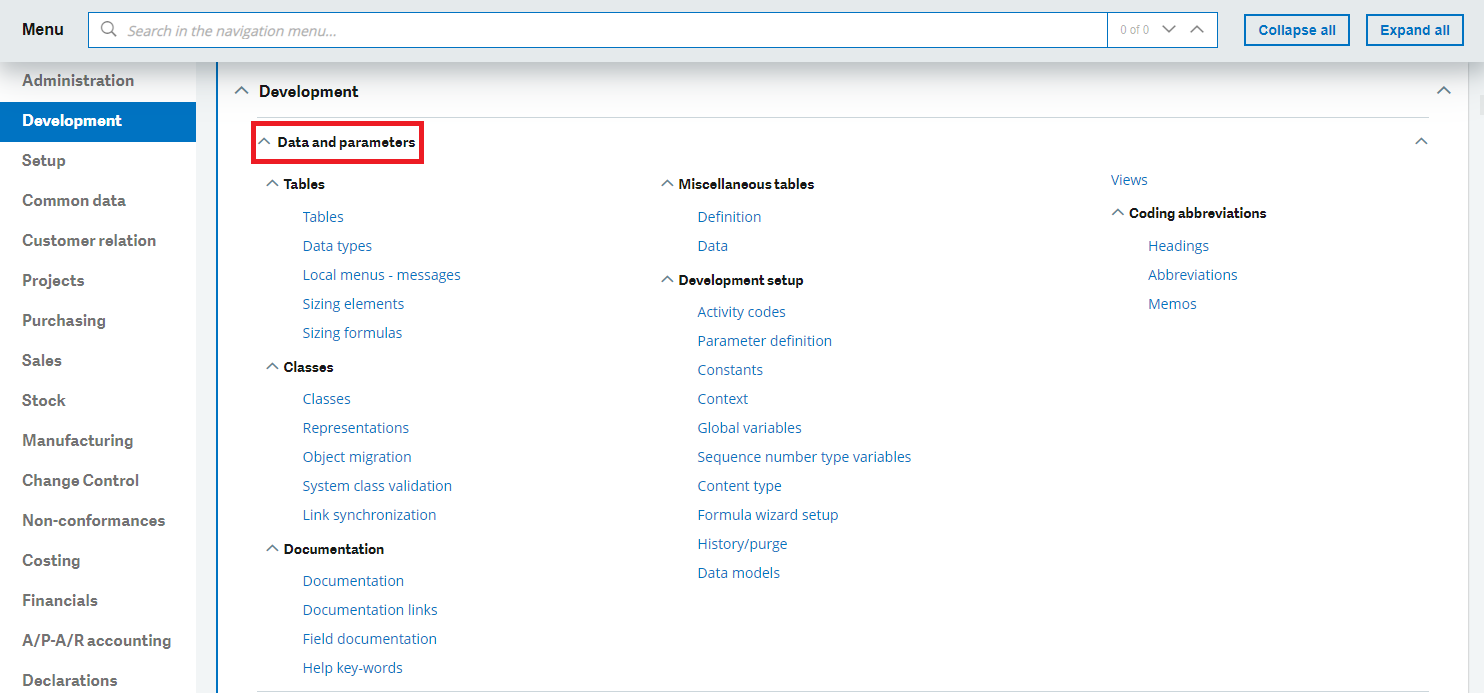 Menu
Search in the navigation menu...
0 of 0
Collapse all
Expand all
Administration
Development
Setup
Common data
Customer relation
Projects
Purchasing
Sales
Stock
Manufacturing
Change Control
Non-conformances
Costing
Financials
A/P-A/R accounting
Declarations
Development
Data and parameters
Tables
Tables
Data types
Local menus - messages
Sizing elements
Sizing formulas
Classes
Classes
Representations
Object migration
System class validation
Link synchronization
Documentation
Documentation
Documentation links
Field documentation
Help key-words
Miscellaneous tables
Definition
Data
Development setup
Activity codes
Parameter definition
Constants
Context
Global variables
Sequence number type variables
Content type
Formula wizard setup
History/purge
Data models
Views
Coding abbreviations
Headings
Abbreviations
Memos